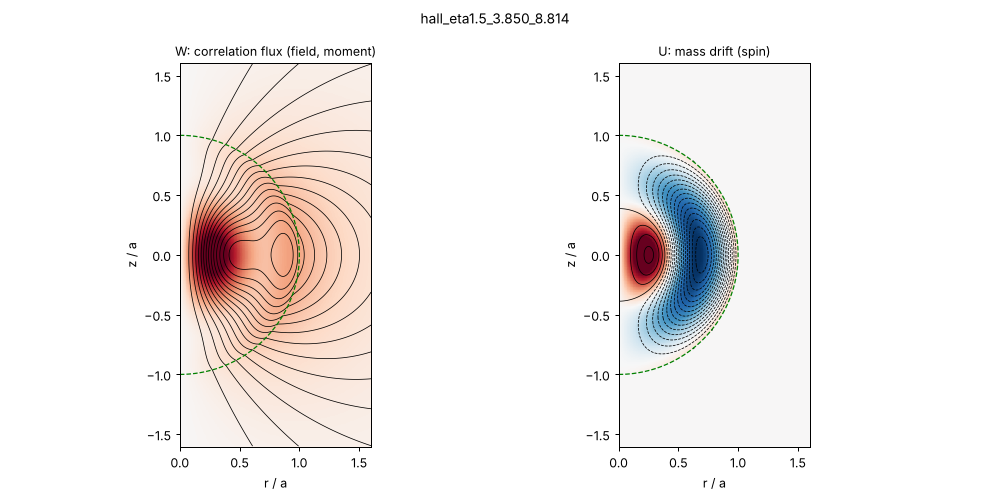 hall_eta1.5_3.850_8.814
W: correlation flux (field, moment)
U: mass drift (spin)
1.5
1.0
0.5
0.0
−0.5
−1.0
−1.5
z / a
0.0 0.5 1.0 1.5
r / a
1.5
1.0
0.5
0.0
−0.5
−1.0
−1.5
z / a
0.0 0.5 1.0 1.5
r / a